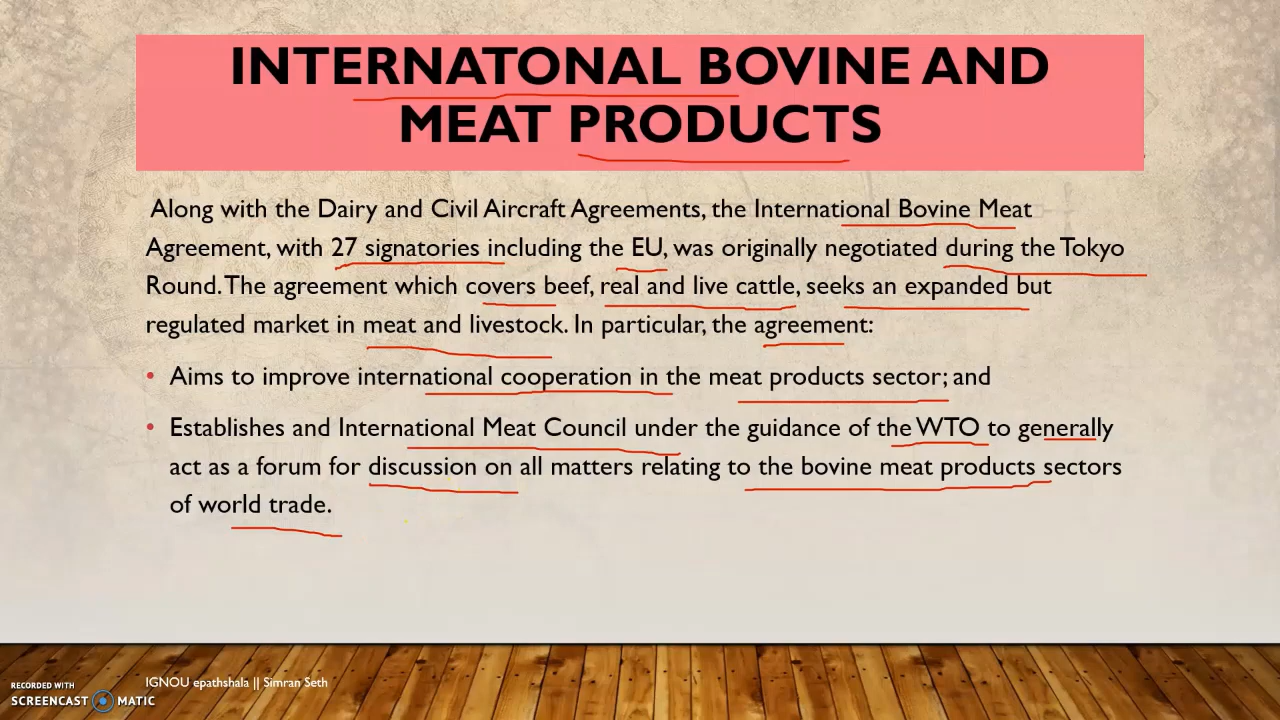 INTERNATONAL BOVINE AND
MEAT PRODUCTS
Along with the Dairy and Civil Aircraft Agreements, the International Bovine Meat
Agreement, with 27 signatories including the EU, was originally negotiated during the Tokyo
Round. The agreement which covers beef, real and live cattle, seeks an expanded but
regulated market in meat and livestock. In particular, the agreement:
• Aims to improve international cooperation in the meat products sector; and
• Establishes and International Meat Council under the guidance of the WTO to generally
act as a forum for discussion on all matters relating to the bovine meat products sectors
of world trade.
IGNOU epathshala || Simran Seth
RECORDED WITH
SCREENCAST MATIC